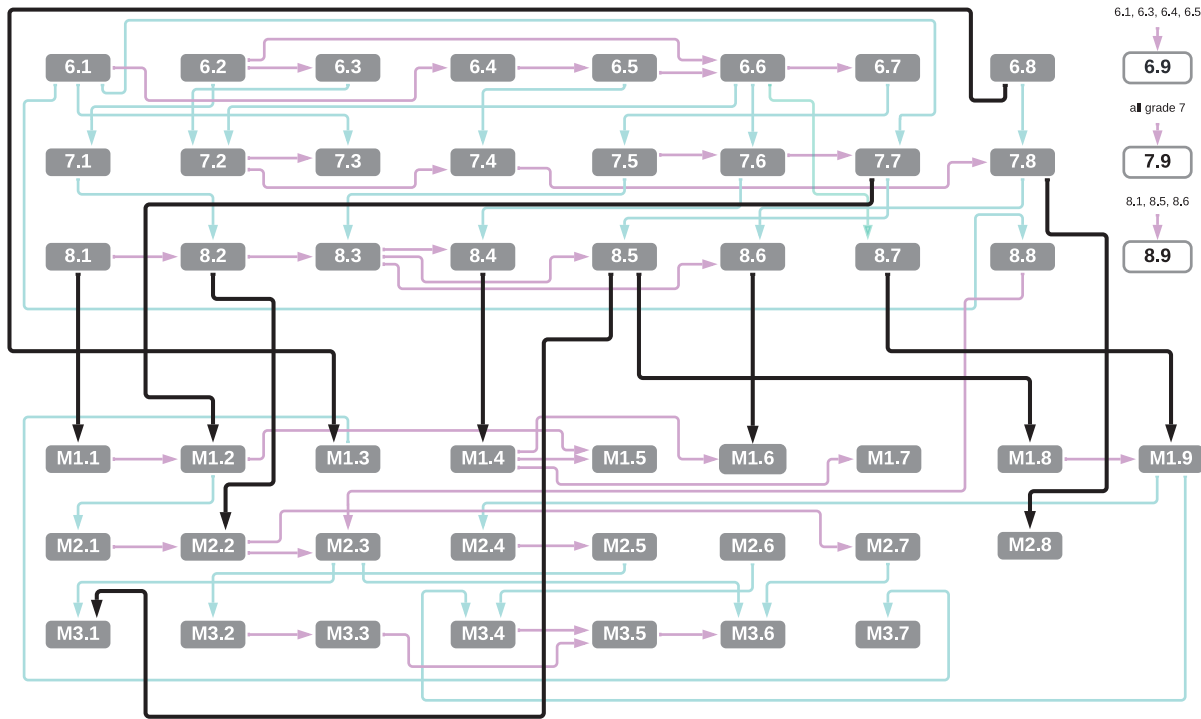 6.1, 6.3, 6.4, 6.5
6.1 6.2 6.3 6.4 6.5 6.6 6.7 6.8 6.9
all grade 7
7.1 7.2 7.3 7.4 7.5 7.6 7.7 7.8 7.9
8.1, 8.5, 8.6
8.1 8.2 8.3 8.4 8.5 8.6 8.7 8.8 8.9
M1.1 M1.2 M1.3 M1.4 M1.5 M1.6 M1.7 M1.8 M1.9
M2.1 M2.2 M2.3 M2.4 M2.5 M2.6 M2.7 M2.8
M3.1 M3.2 M3.3 M3.4 M3.5 M3.6 M3.7